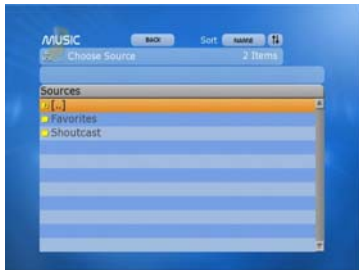 MUSIC BACK Sort NAME
Choose Source 2 Items
Sources
[..]
Favorites
Shoutcast